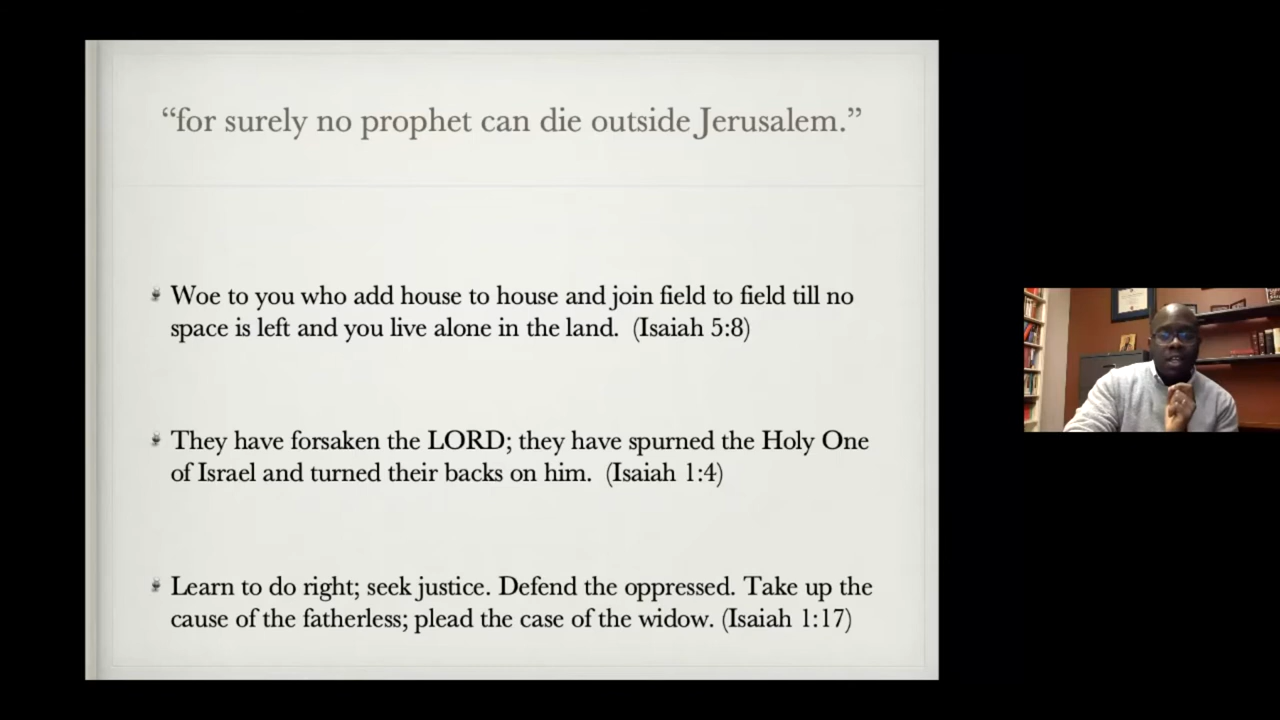 “for surely no prophet can die outside Jerusalem.”
Woe to you who add house to house and join field to field till no
space is left and you live alone in the land. (Isaiah 5:8)
They have forsaken the LORD; they have spurned the Holy One
of Israel and turned their backs on him. (Isaiah 1:4)
Learn to do right; seek justice. Defend the oppressed. Take up the
cause of the fatherless; plead the case of the widow. (Isaiah 1:17)